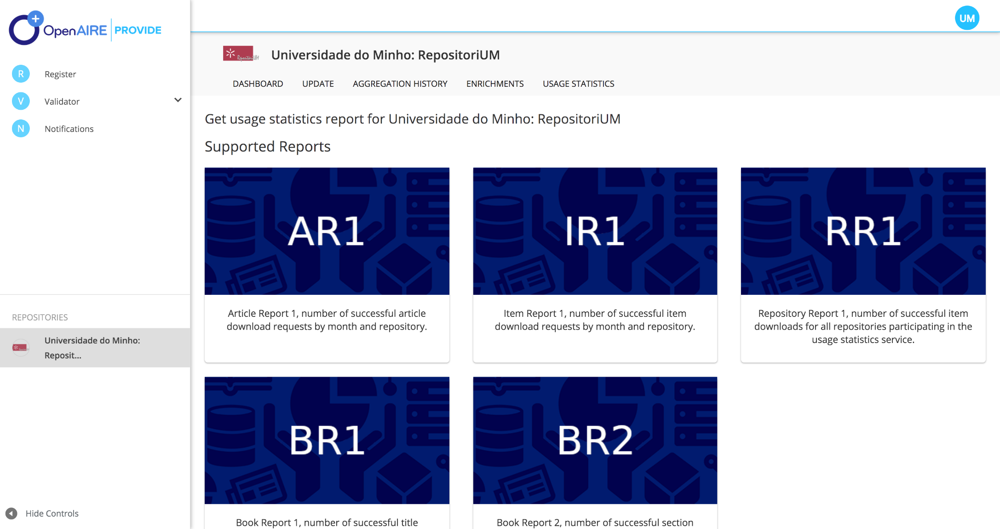 OpenAIRE PROVIDE
UM
R Register
V Validator
N Notifications
REPOSITORIES
Universidade do Minho:
Reposit...
Hide Controls
RepositóriUM
Universidade do Minho: RepositoriUM
DASHBOARD UPDATE AGGREGATION HISTORY ENRICHMENTS USAGE STATISTICS
Get usage statistics report for Universidade do Minho: RepositoriUM
Supported Reports
AR1
Article Report 1, number of successful article
download requests by month and repository.
IR1
Item Report 1, number of successful item
download requests by month and repository.
RR1
Repository Report 1, number of successful item
downloads for all repositories participating in the
usage statistics service.
BR1
Book Report 1, number of successful title
BR2
Book Report 2, number of successful section